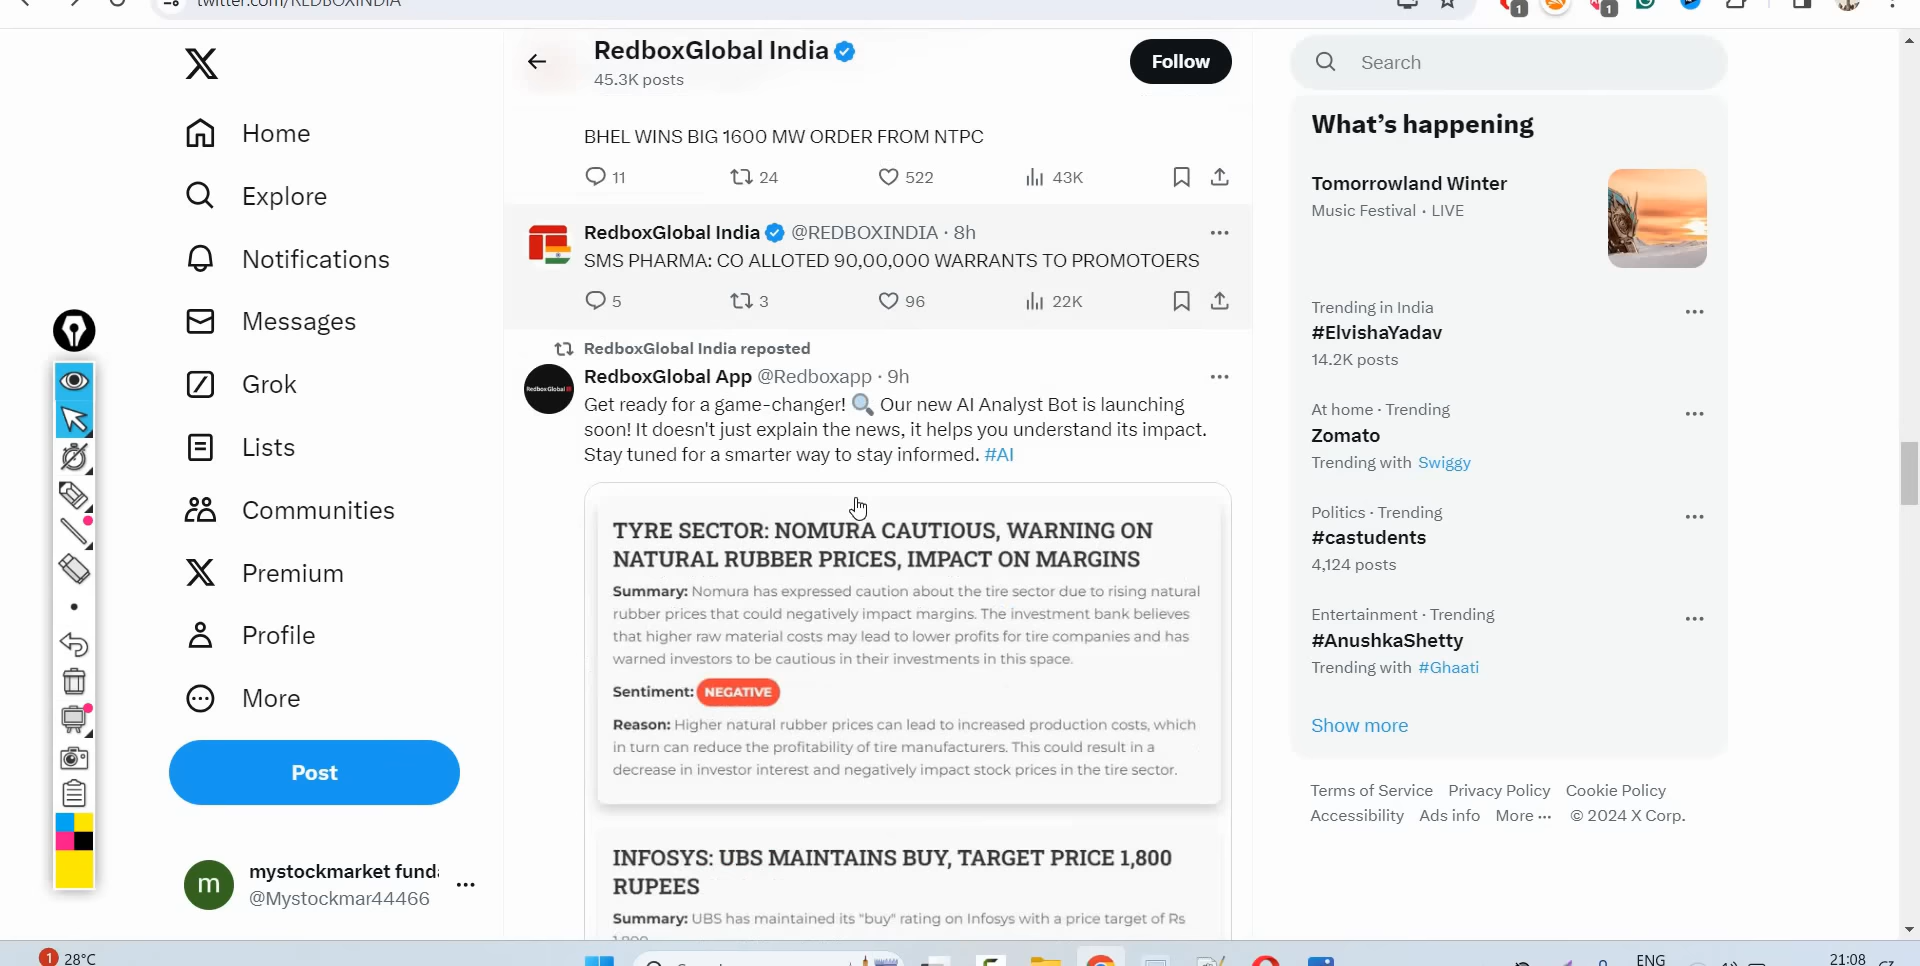 twitter.com/REDBOXINDIA
1
1
RedboxGlobal India
45.3K posts
Follow
Search
Home
Explore
Notifications
Messages
Grok
Lists
Communities
Premium
Profile
More
Post
m
mystockmarket fund
@Mystockmar44466
BHEL WINS BIG 1600 MW ORDER FROM NTPC
11 24 522 43K
RedboxGlobal India @REDBOXINDIA · 8h
SMS PHARMA: CO ALLOTED 90,00,000 WARRANTS TO PROMOTOERS
5 3 96 22K
RedboxGlobal India reposted
RedboxGlobal App @Redboxapp · 9h
Get ready for a game-changer! 🔍 Our new AI Analyst Bot is launching
soon! It doesn't just explain the news, it helps you understand its impact.
Stay tuned for a smarter way to stay informed. #AI
RedboxGlobal
TYRE SECTOR: NOMURA CAUTIOUS, WARNING ON
NATURAL RUBBER PRICES, IMPACT ON MARGINS
Summary: Nomura has expressed caution about the tire sector due to rising natural
rubber prices that could negatively impact margins. The investment bank believes
that higher raw material costs may lead to lower profits for tire companies and has
warned investors to be cautious in their investments in this space.
Sentiment: NEGATIVE
Reason: Higher natural rubber prices can lead to increased production costs, which
in turn can reduce the profitability of tire manufacturers. This could result in a
decrease in investor interest and negatively impact stock prices in the tire sector.
INFOSYS: UBS MAINTAINS BUY, TARGET PRICE 1,800
RUPEES
Summary: UBS has maintained its "buy" rating on Infosys with a price target of Rs
1,800
What's happening
Tomorrowland Winter
Music Festival · LIVE
Trending in India
#ElvishaYadav
14.2K posts
At home · Trending
Zomato
Trending with Swiggy
Politics · Trending
#castudents
4,124 posts
Entertainment · Trending
#AnushkaShetty
Trending with #Ghaati
Show more
Terms of Service Privacy Policy Cookie Policy
Accessibility Ads info More ··· © 2024 X Corp.
1 28°C
ENG
21:08